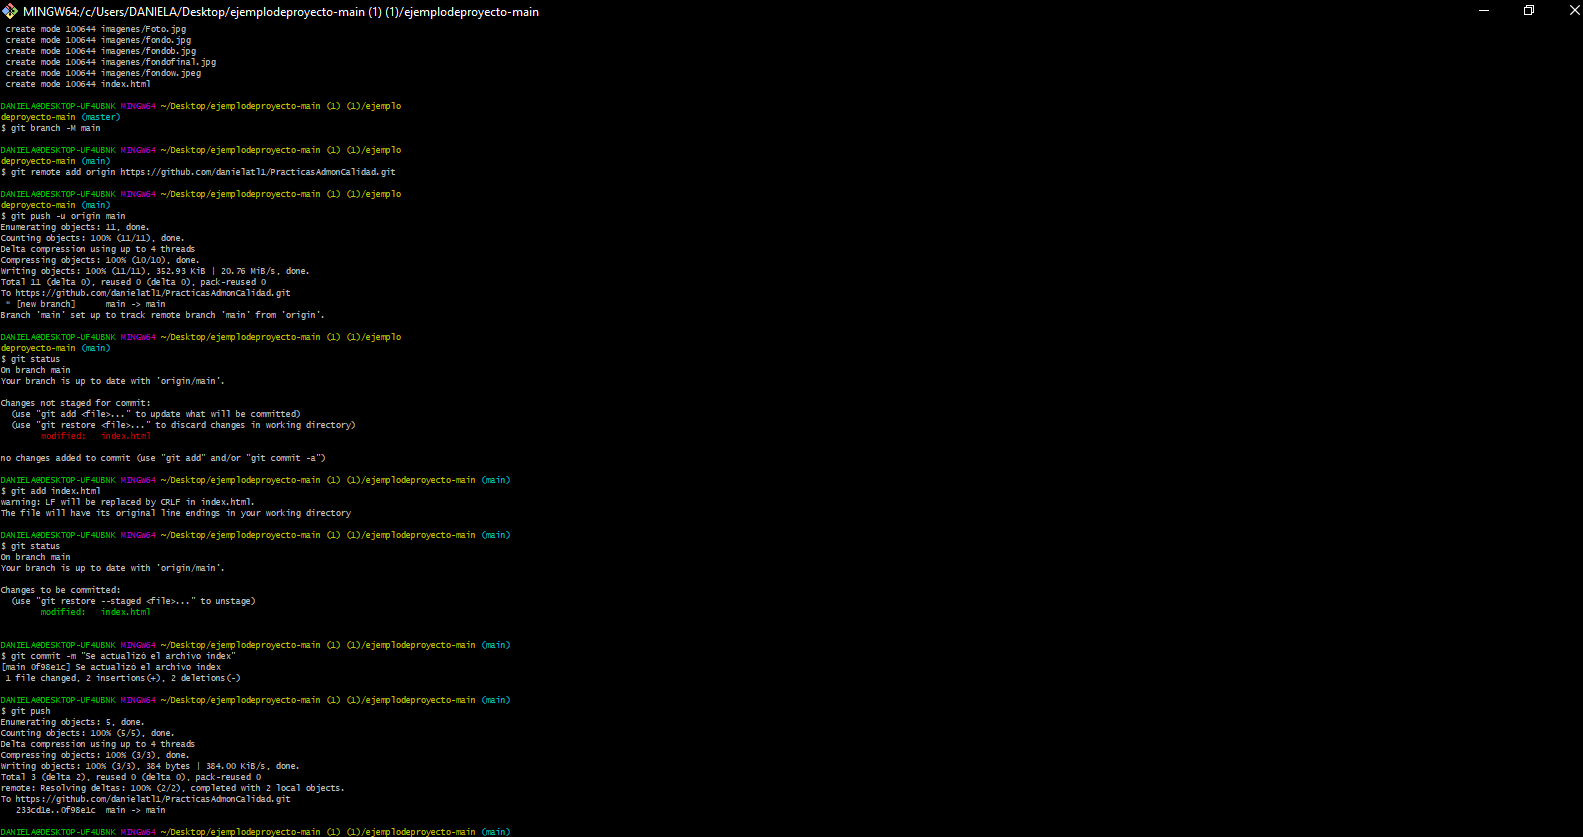 MINGW64:/c/Users/DANIELA/Desktop/ejemplodeproyecto-main (1) (1)/ejemplodeproyecto-main
create mode 100644 imagenes/Foto.jpg
create mode 100644 imagenes/fondo.jpg
create mode 100644 imagenes/fondob.jpg
create mode 100644 imagenes/fondofinal.jpg
create mode 100644 imagenes/fondow.jpeg
create mode 100644 index.html
DANIELA@DESKTOP-UF4UBNK MINGW64 ~/Desktop/ejemplodeproyecto-main (1) (1)/ejemplo
deproyecto-main (master)
$ git branch -M main
DANIELA@DESKTOP-UF4UBNK MINGW64 ~/Desktop/ejemplodeproyecto-main (1) (1)/ejemplo
deproyecto-main (main)
$ git remote add origin https://github.com/danielatl1/PracticasAdmonCalidad.git
DANIELA@DESKTOP-UF4UBNK MINGW64 ~/Desktop/ejemplodeproyecto-main (1) (1)/ejemplo
deproyecto-main (main)
$ git push -u origin main
Enumerating objects: 11, done.
Counting objects: 100% (11/11), done.
Delta compression using up to 4 threads
Compressing objects: 100% (10/10), done.
Writing objects: 100% (11/11), 352.93 KiB | 20.76 MiB/s, done.
Total 11 (delta 0), reused 0 (delta 0), pack-reused 0
To https://github.com/danielatl1/PracticasAdmonCalidad.git
* [new branch]      main -> main
Branch 'main' set up to track remote branch 'main' from 'origin'.
DANIELA@DESKTOP-UF4UBNK MINGW64 ~/Desktop/ejemplodeproyecto-main (1) (1)/ejemplo
deproyecto-main (main)
$ git status
On branch main
Your branch is up to date with 'origin/main'.
Changes not staged for commit:
(use "git add <file>..." to update what will be committed)
(use "git restore <file>..." to discard changes in working directory)
modified:   index.html
no changes added to commit (use "git add" and/or "git commit -a")
DANIELA@DESKTOP-UF4UBNK MINGW64 ~/Desktop/ejemplodeproyecto-main (1) (1)/ejemplodeproyecto-main (main)
$ git add index.html
warning: LF will be replaced by CRLF in index.html.
The file will have its original line endings in your working directory
DANIELA@DESKTOP-UF4UBNK MINGW64 ~/Desktop/ejemplodeproyecto-main (1) (1)/ejemplodeproyecto-main (main)
$ git status
On branch main
Your branch is up to date with 'origin/main'.
Changes to be committed:
(use "git restore --staged <file>..." to unstage)
modified:   index.html
DANIELA@DESKTOP-UF4UBNK MINGW64 ~/Desktop/ejemplodeproyecto-main (1) (1)/ejemplodeproyecto-main (main)
$ git commit -m "Se actualizó el archivo index"
[main 0f98e1c] Se actualizó el archivo index
1 file changed, 2 insertions(+), 2 deletions(-)
DANIELA@DESKTOP-UF4UBNK MINGW64 ~/Desktop/ejemplodeproyecto-main (1) (1)/ejemplodeproyecto-main (main)
$ git push
Enumerating objects: 5, done.
Counting objects: 100% (5/5), done.
Delta compression using up to 4 threads
Compressing objects: 100% (3/3), done.
Writing objects: 100% (3/3), 384 bytes | 384.00 KiB/s, done.
Total 3 (delta 2), reused 0 (delta 0), pack-reused 0
remote: Resolving deltas: 100% (2/2), completed with 2 local objects.
To https://github.com/danielatl1/PracticasAdmonCalidad.git
233cd1e..0f98e1c  main -> main
DANIELA@DESKTOP-UF4UBNK MINGW64 ~/Desktop/ejemplodeproyecto-main (1) (1)/ejemplodeproyecto-main (main)